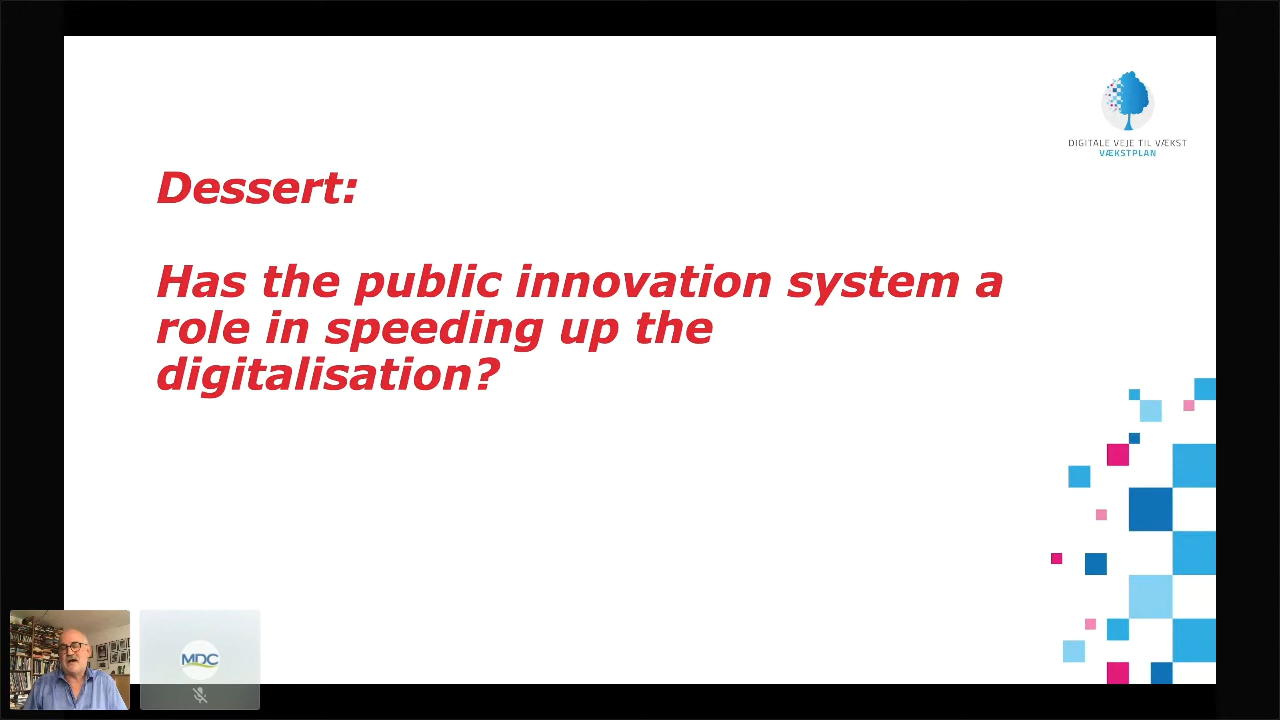 DIGITALE VEJE TIL VÆKST
VÆKSTPLAN
Dessert:
Has the public innovation system a
role in speeding up the
digitalisation?
MDC